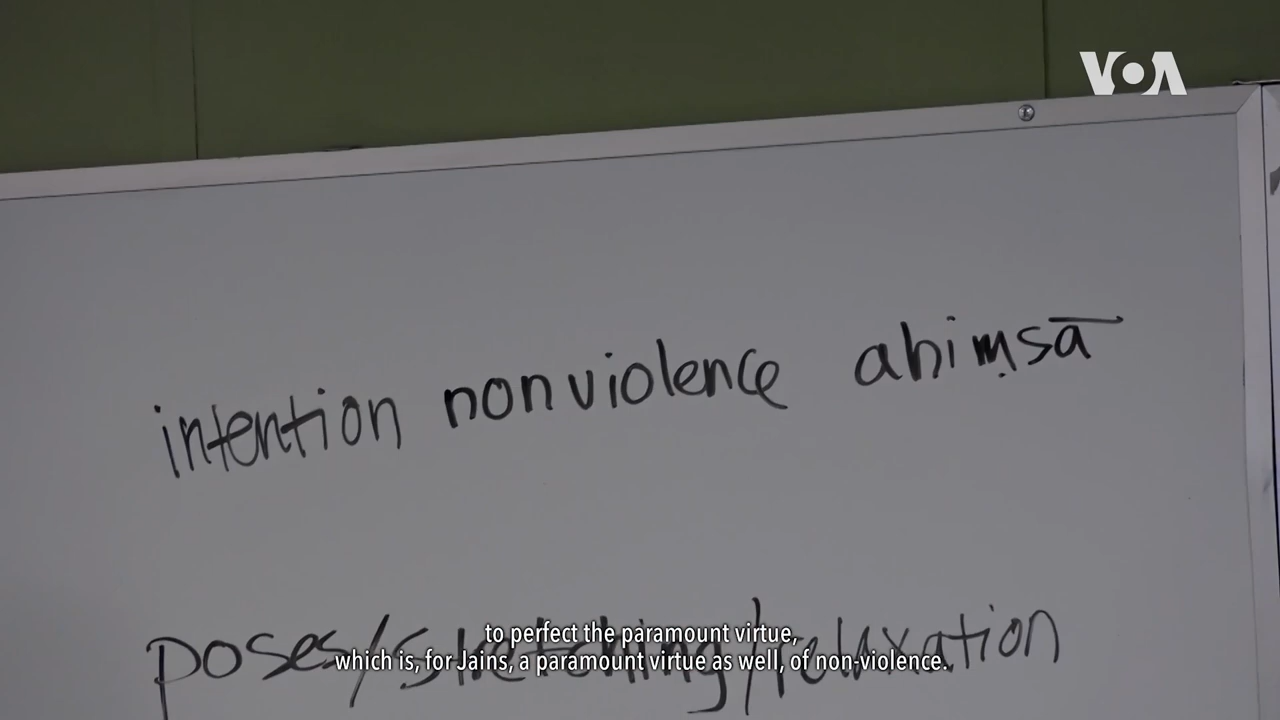 VOA
intention nonviolence ahiṃsā
poses/stretching/relaxation
to perfect the paramount virtue,
which is, for Jains, a paramount virtue as well, of non-violence.